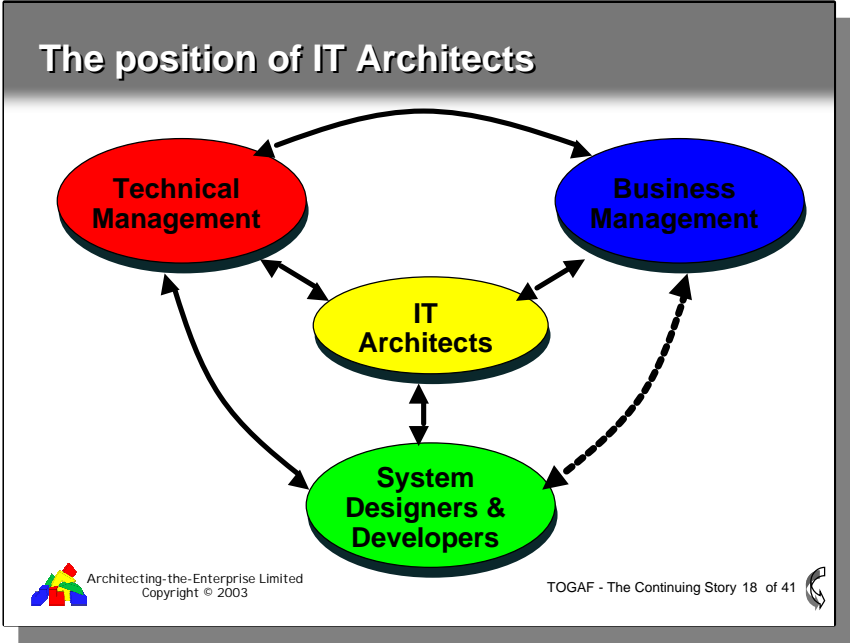 The position of IT Architects
Technical
Management
Business
Management
IT
Architects
System
Designers &
Developers
Architecting-the-Enterprise Limited
Copyright © 2003
TOGAF - The Continuing Story 18 of 41